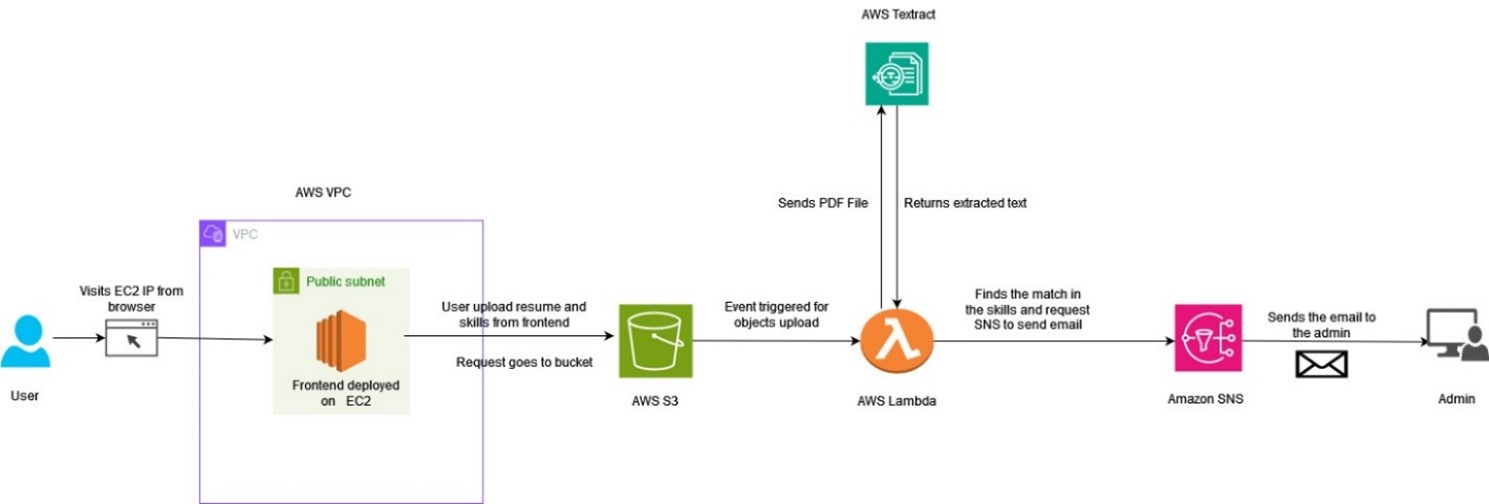 AWS Textract
Sends PDF File
Returns extracted text
AWS VPC
VPC
Public subnet
Visits EC2 IP from
browser
User upload resume and
skills from frontend
Request goes to bucket
Event triggered for
objects upload
Finds the match in
the skills and request
SNS to send email
Sends the email to
the admin
Frontend deployed
on EC2
User
AWS S3
AWS Lambda
Amazon SNS
Admin